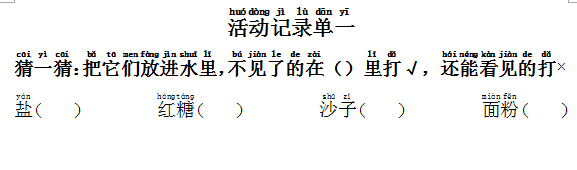 huó dòng jì lù dān yī
活动记录单一
cāi yì cāi bǎ tā men fàng jìn shuǐ lǐ bú jiàn le de zài lǐ dǎ hái néng kàn jiàn de dǎ
猜一猜:把它们放进水里,不见了的在（）里打√，还能看见的打×
yán hóng táng shā zǐ miàn fěn
盐（ ） 红糖（ ） 沙子（ ） 面粉（ ）